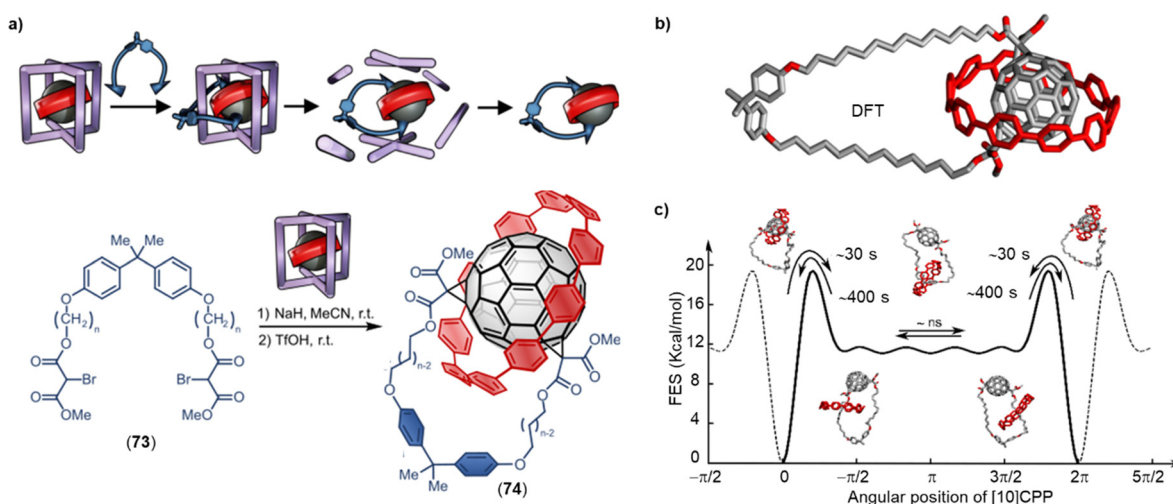 a)
Me Me
O O
(CH₂)n (CH₂)n
O O
O O
Br Br
O O
OMe MeO
(73)
1) NaH, MeCN, r.t.
2) TfOH, r.t.
OMe
O
O
O
OMe
O
O
O
n-2
n-2
O
O
Me
Me
(74)
b)
DFT
c)
FES (Kcal/mol)
20
16
12
8
4
0
~30 s
~400 s
~ ns
~30 s
~400 s
−π/2 0 −π/2 π 3π/2 2π 5π/2
Angular position of [10]CPP